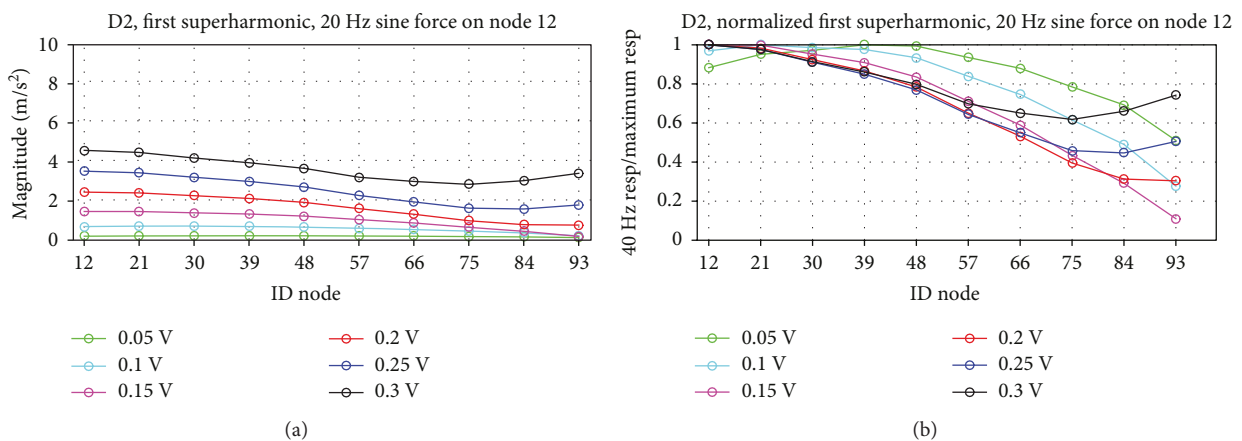 D2, first superharmonic, 20 Hz sine force on node 12
10
8
6
4
2
0
Magnitude (m/s²)
12 21 30 39 48 57 66 75 84 93
ID node
0.05 V
0.1 V
0.15 V
0.2 V
0.25 V
0.3 V
(a)
D2, normalized first superharmonic, 20 Hz sine force on node 12
1
0.8
0.6
0.4
0.2
0
40 Hz resp/maximum resp
12 21 30 39 48 57 66 75 84 93
ID node
0.05 V
0.1 V
0.15 V
0.2 V
0.25 V
0.3 V
(b)